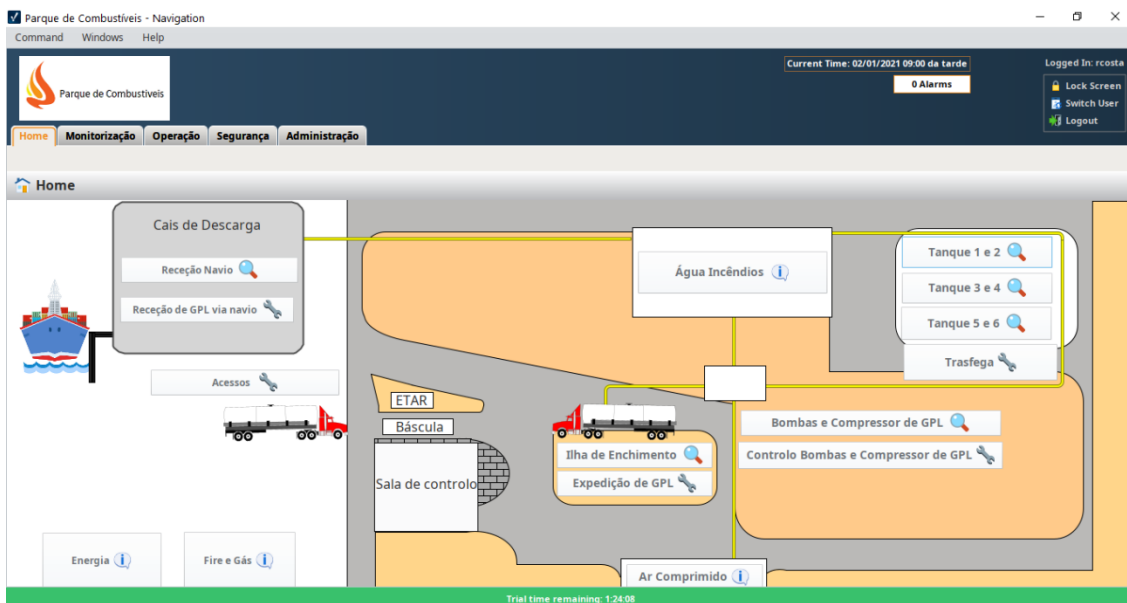 Parque de Combustíveis - Navigation
Command Windows Help
Parque de Combustiveis
Current Time: 02/01/2021 09:00 da tarde
0 Alarms
Logged In: rcosta
Lock Screen
Switch User
Logout
Home Monitorização Operação Segurança Administração
Home
Cais de Descarga
Receção Navio
Receção de GPL via navio
Acessos
Água Incêndios
Tanque 1 e 2
Tanque 3 e 4
Tanque 5 e 6
Trasfega
ETAR
Báscula
Sala de controlo
Ilha de Enchimento
Expedição de GPL
Bombas e Compressor de GPL
Controlo Bombas e Compressor de GPL
Energia
Fire e Gás
Ar Comprimido
Trial time remaining: 1:24:08